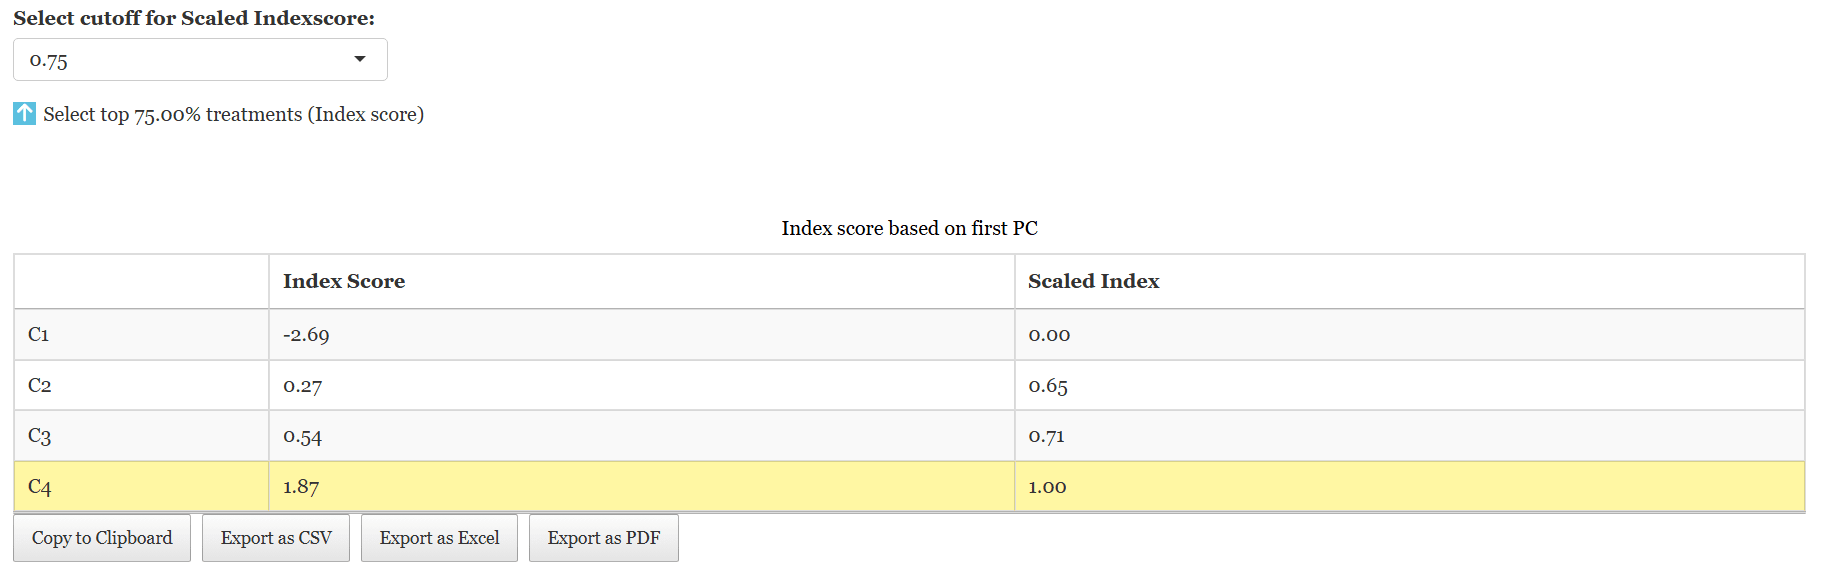 Select cutoff for Scaled Indexscore:
0.75
Select top 75.00% treatments (Index score)
Index score based on first PC
Index Score Scaled Index
C1 -2.69 0.00
C2 0.27 0.65
C3 0.54 0.71
C4 1.87 1.00
Copy to Clipboard Export as CSV Export as Excel Export as PDF